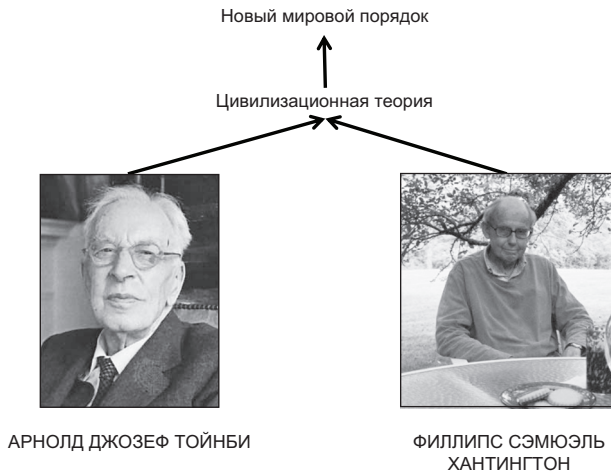 Новый мировой порядок
Цивилизационная теория
АРНОЛД ДЖОЗЕФ ТОЙНБИ
ФИЛЛИПС СЭМЮЭЛЬ
ХАНТИНГТОН